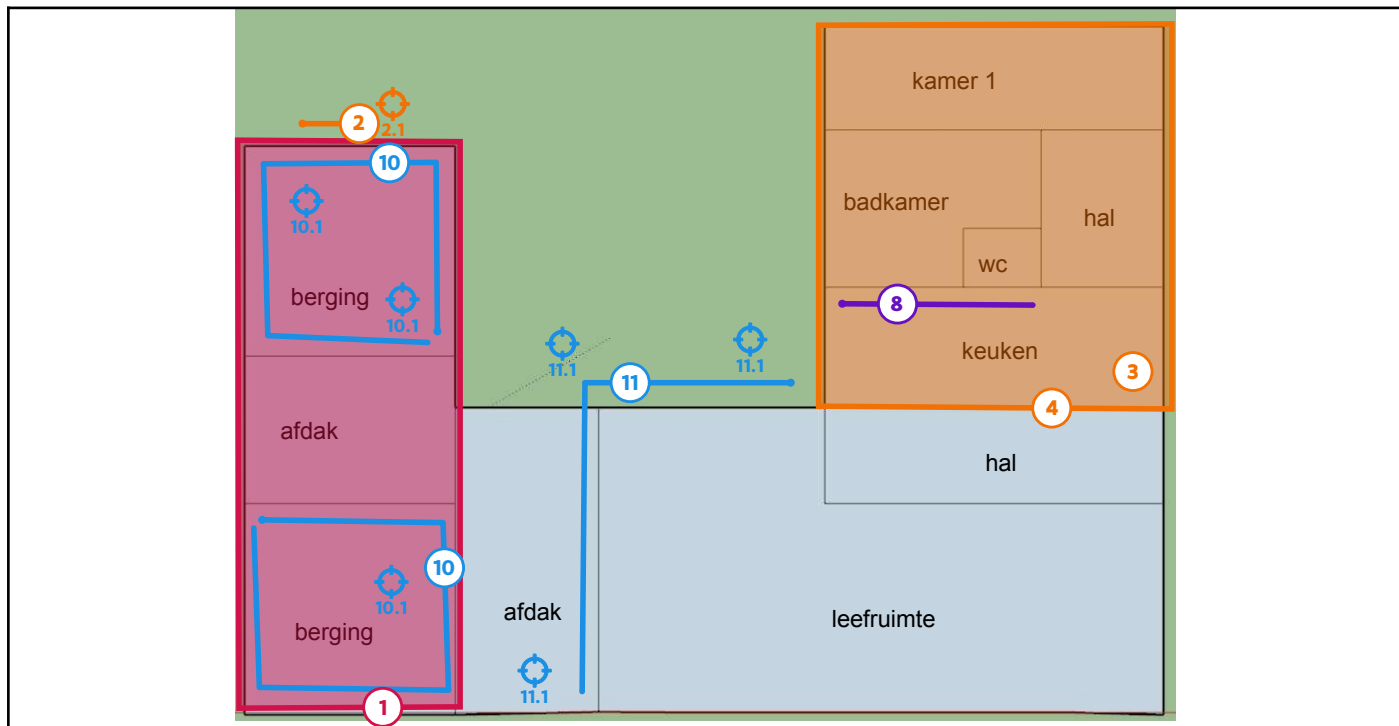 kamer 1
2
2.1
10
10.1
badkamer
hal
wc
berging
10.1
8
11.1
11.1
keuken
11
3
4
afdak
hal
10
10.1
afdak
leefruimte
berging
11.1
1